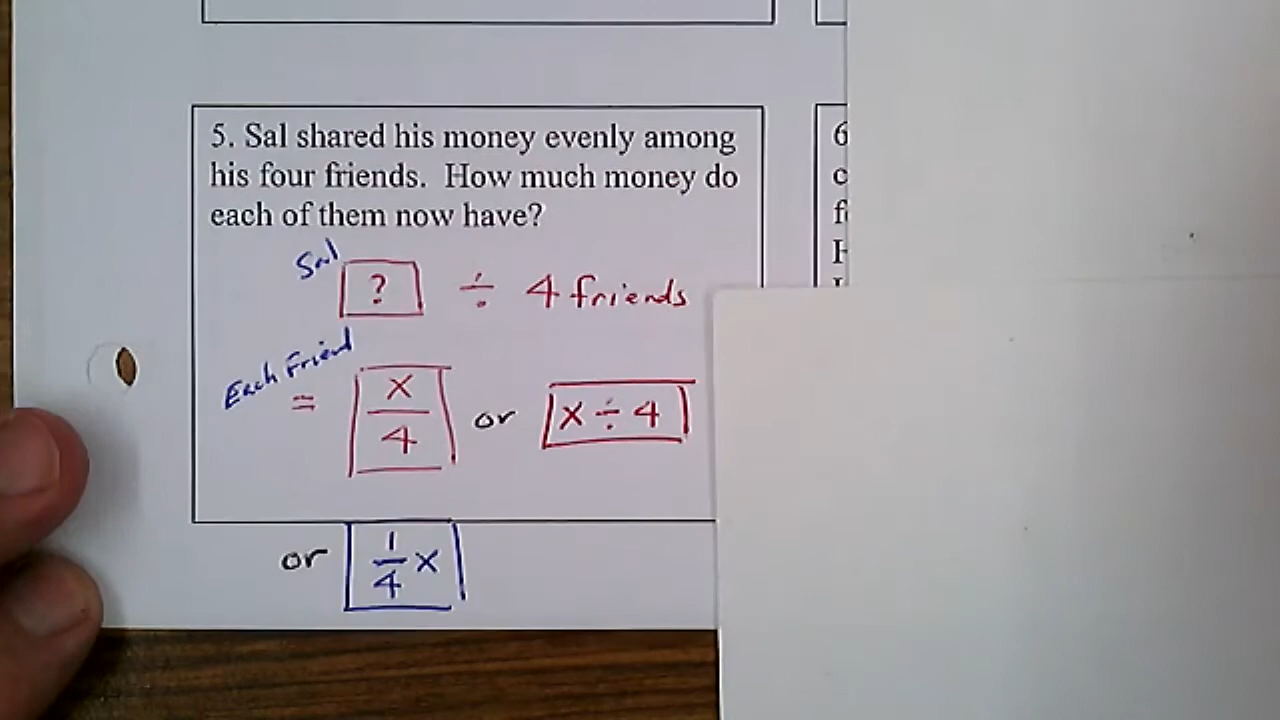 5. Sal shared his money evenly among
his four friends. How much money do
each of them now have?
Sal
? ÷ 4 friends
Each Friend
= x/4 or x ÷ 4
or 1/4 x
6
c
f
H